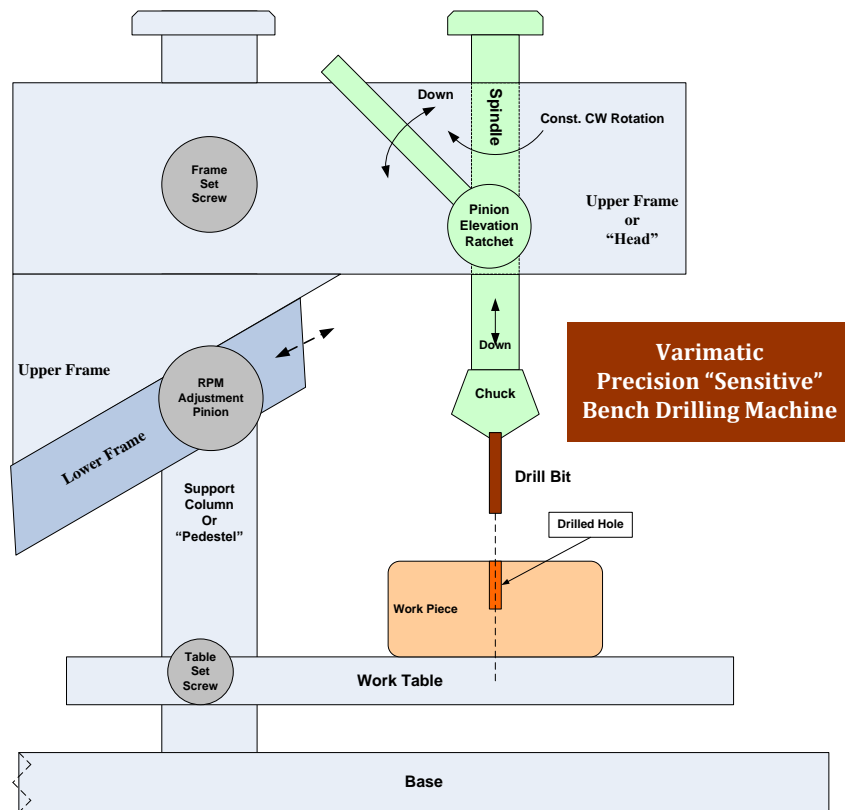 Down
Spindle
Const. CW Rotation
Frame
Set
Screw
Pinion
Elevation
Ratchet
Upper Frame
or
“Head”
Down
Upper Frame
RPM
Adjustment
Pinion
Lower Frame
Chuck
Varimatic
Precision “Sensitive”
Bench Drilling Machine
Support
Column
Or
“Pedestel”
Drill Bit
Drilled Hole
Work Piece
Table
Set
Screw
Work Table
Base